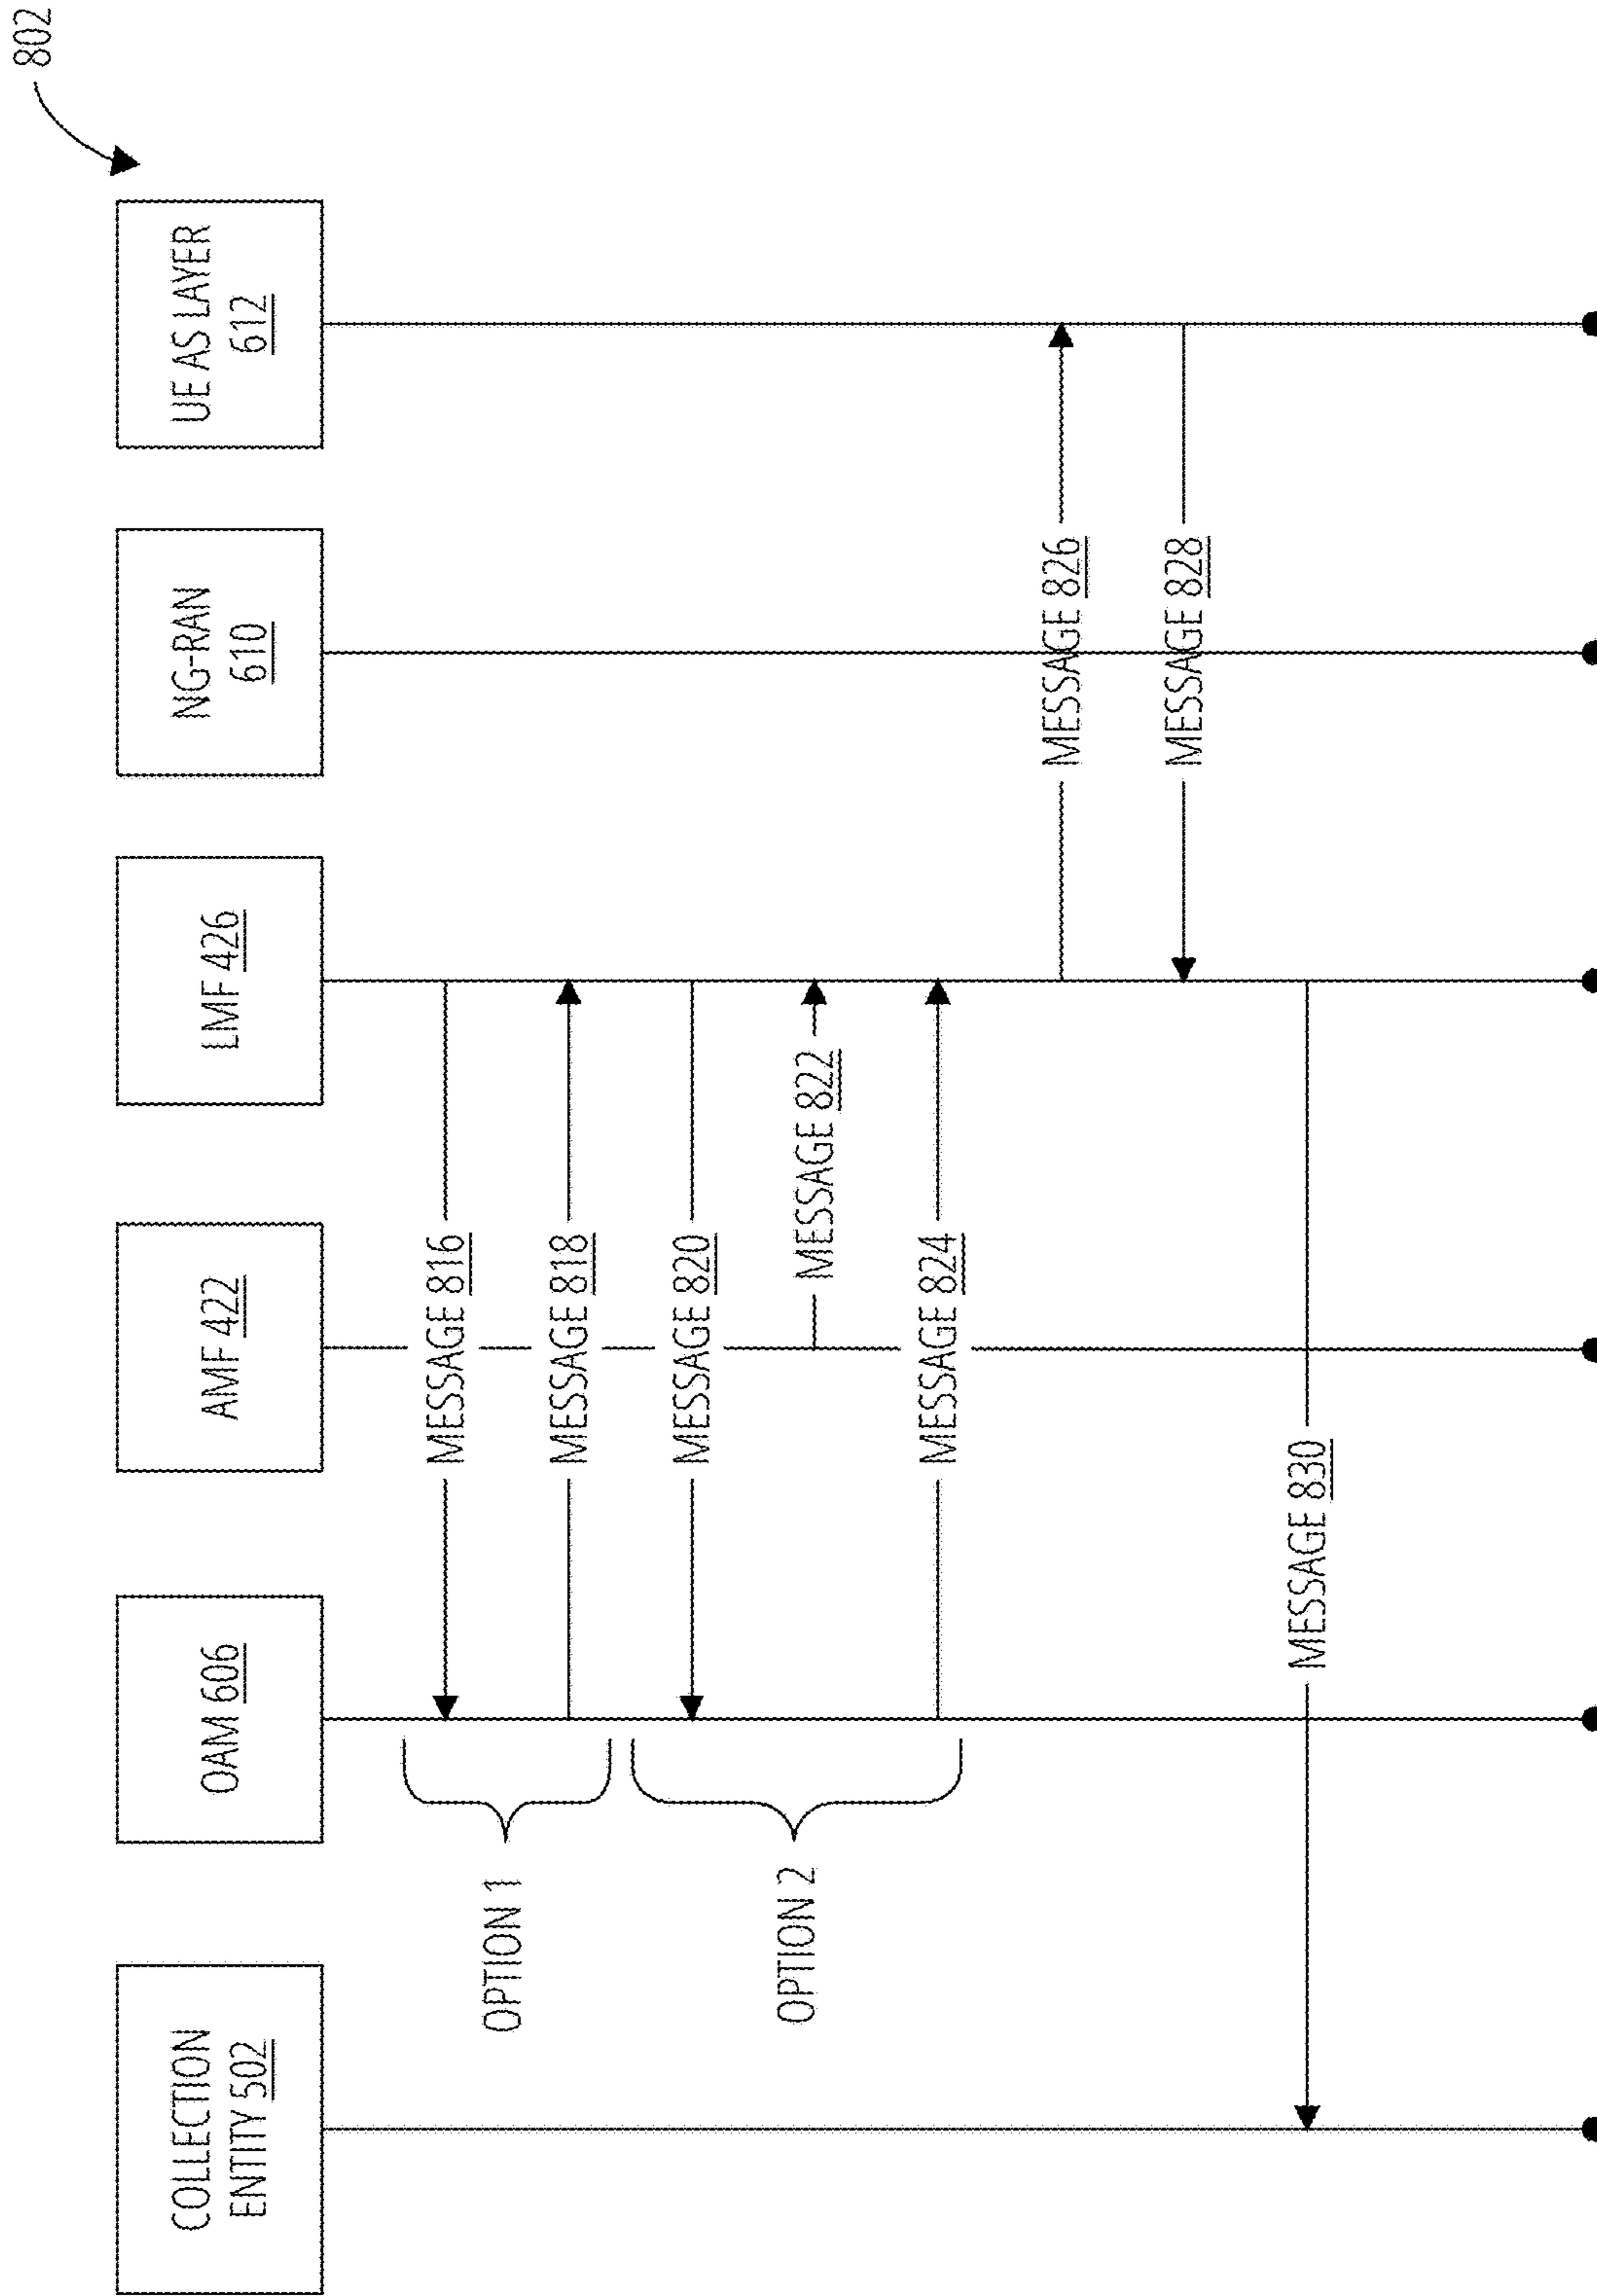 802
COLLECTION
ENTITY 502
OAM 606
AMF 422
LMF 426
NG-RAN
610
UE AS LAYER
612
OPTION 1
MESSAGE 816
MESSAGE 818
OPTION 2
MESSAGE 820
MESSAGE 822
MESSAGE 824
MESSAGE 826
MESSAGE 828
MESSAGE 830